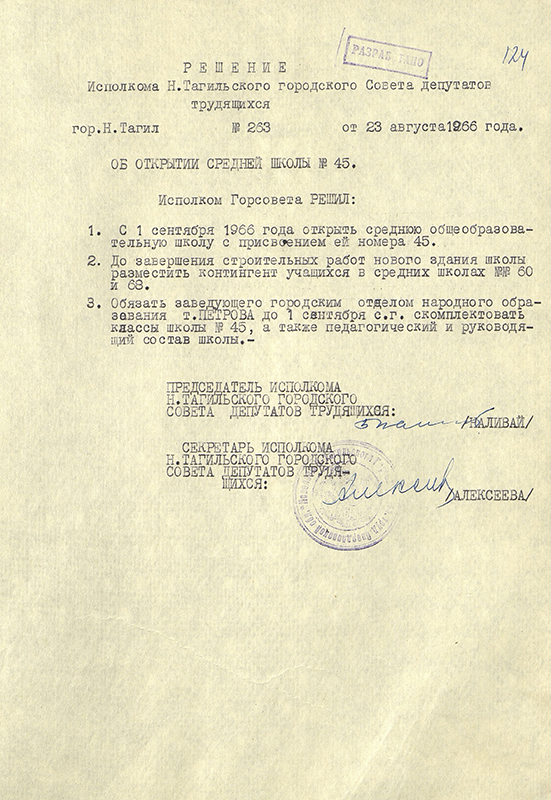 124
РЕШЕНИЕ
Исполкома Н.Тагильского городского Совета депутатов
трудящихся
гор.Н.Тагил № 263 от 23 августа 1966 года.
ОБ ОТКРЫТИИ СРЕДНЕЙ ШКОЛЫ № 45.
Исполком Горсовета РЕШИЛ:
1. С 1 сентября 1966 года открыть среднюю общеобразова-
тельную школу с присвоением ей номера 45.
2. До завершения строительных работ нового здания школы
разместить контингент учащихся в средних школах №№ 60
и 68.
3. Обязать заведующего городским отделом народного обра-
зования т.ПЕТРОВА до 1 сентября с.г. скомплектовать
классы школы № 45, а также педагогический и руководя-
щий состав школы.-
ПРЕДСЕДАТЕЛЬ ИСПОЛКОМА
Н.ТАГИЛЬСКОГО ГОРОДСКОГО
СОВЕТА ДЕПУТАТОВ ТРУДЯЩИХСЯ: /НАЛИВАЙ/
СЕКРЕТАРЬ ИСПОЛКОМА
Н.ТАГИЛЬСКОГО ГОРОДСКОГО
СОВЕТА ДЕПУТАТОВ ТРУДЯ-
ЩИХСЯ: /АЛЕКСЕЕВА/